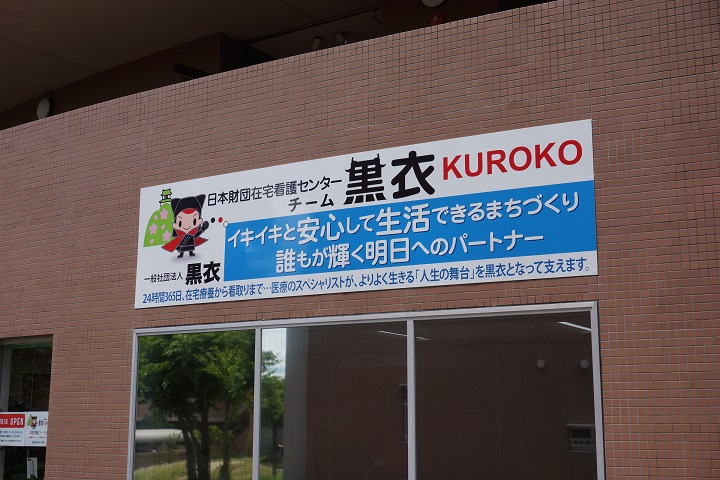 日本財団在宅看護センター
チーム 黒衣 KUROKO
イキイキと安心して生活できるまちづくり
誰もが輝く明日へのパートナー
一般社団法人 黒衣
24時間365日、在宅療養から看取りまで…医療のスペシャリストが、よりよく生きる「人生の舞台」を黒衣となって支えます。
OPEN